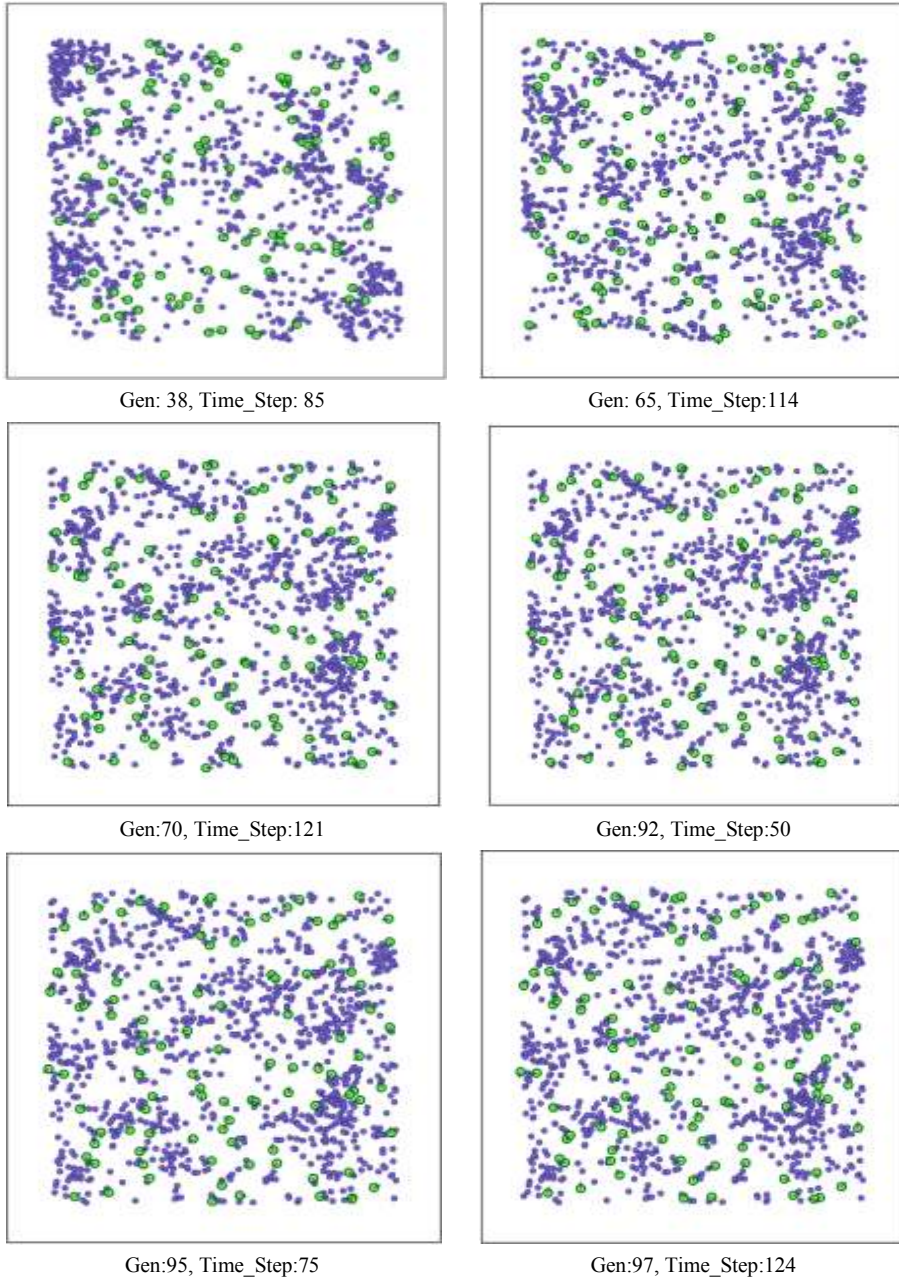 Gen: 38, Time_Step: 85
Gen: 65, Time_Step:114
Gen:70, Time_Step:121
Gen:92, Time_Step:50
Gen:95, Time_Step:75
Gen:97, Time_Step:124